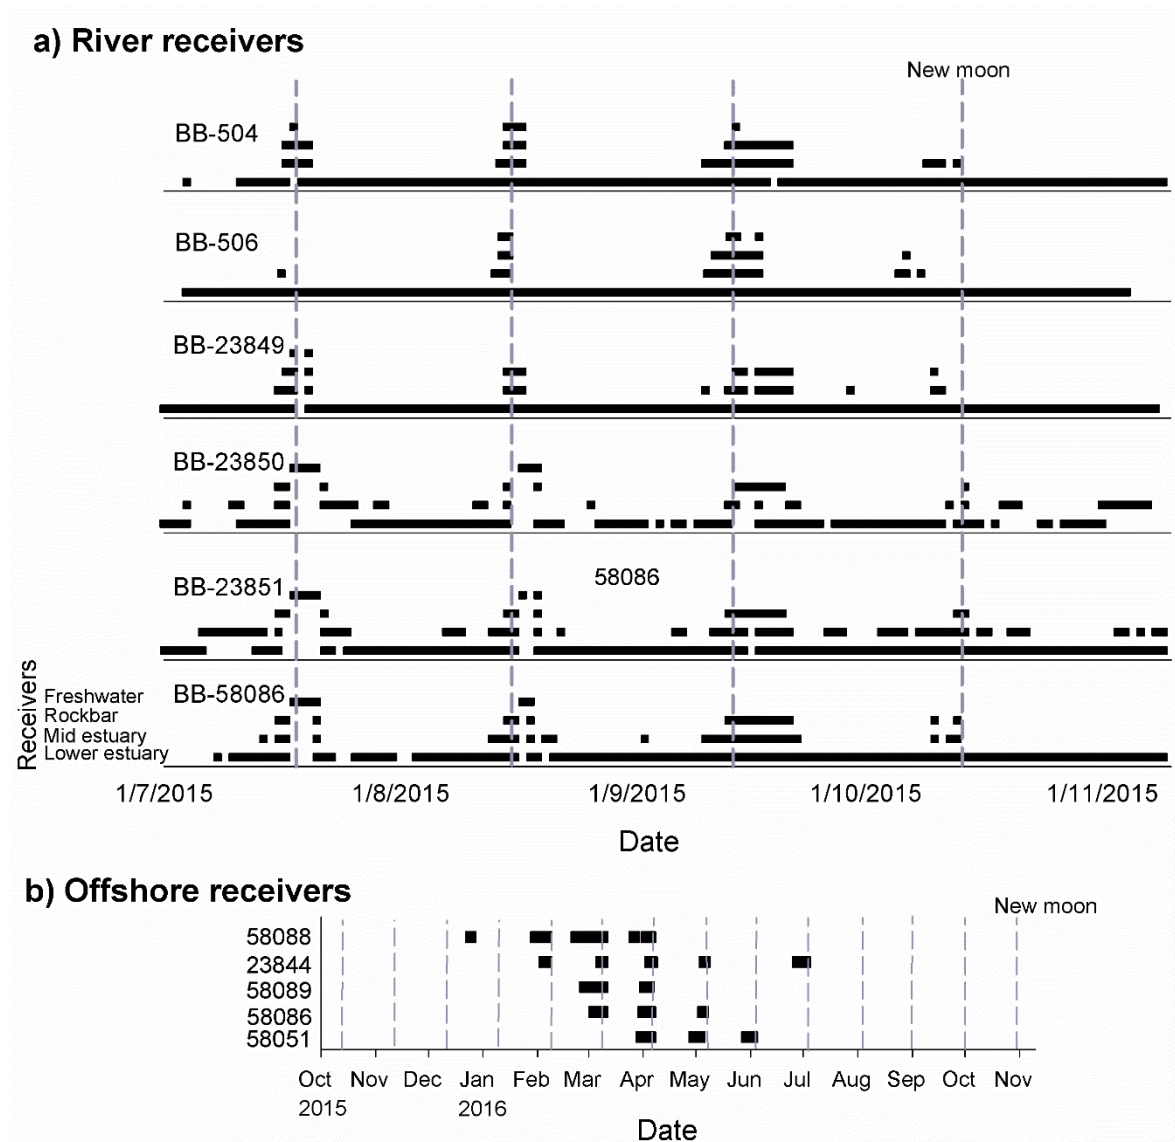 a) River receivers
New moon
BB-504
BB-506
BB-23849
BB-23850
58086
BB-23851
BB-58086
Receivers
Freshwater
Rockbar
Mid estuary
Lower estuary
1/7/2015 1/8/2015 1/9/2015 1/10/2015 1/11/2015
Date
b) Offshore receivers
New moon
58088
23844
58089
58086
58051
Oct Nov Dec Jan Feb Mar Apr May Jun Jul Aug Sep Oct Nov
2015 2016
Date